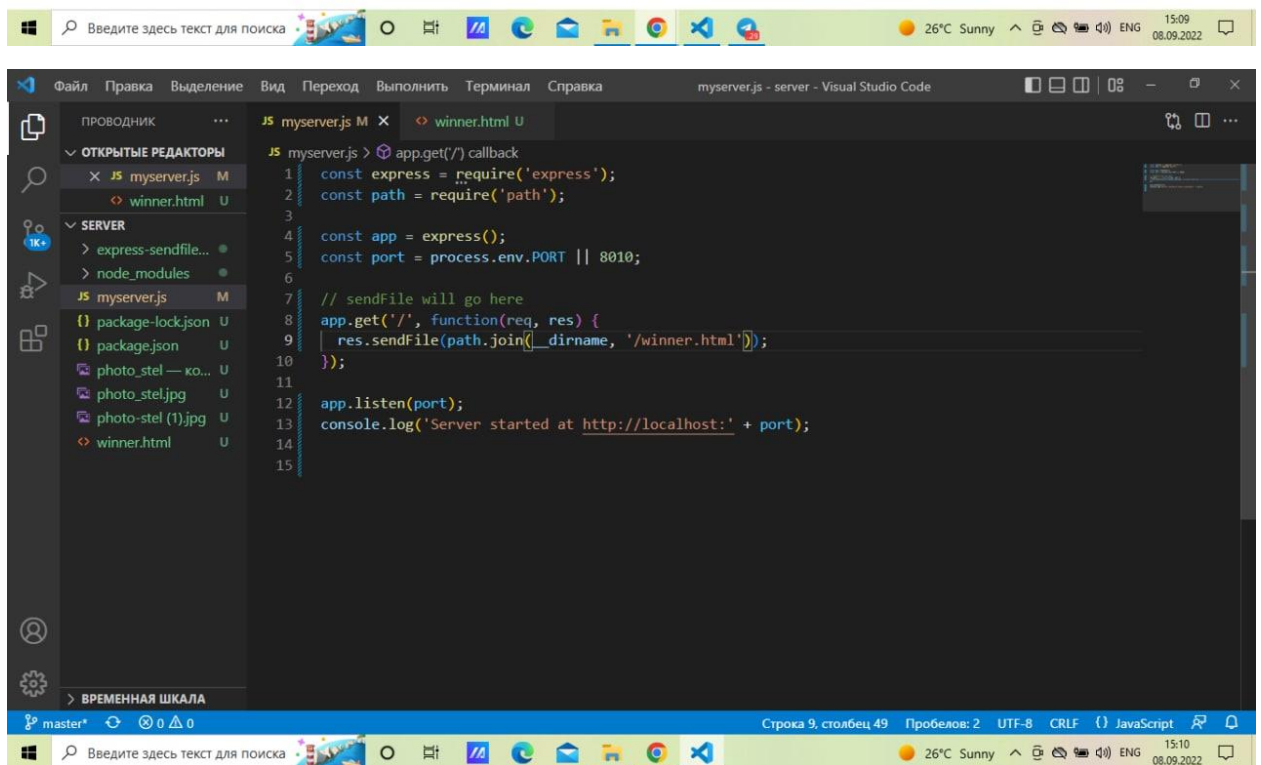 Введите здесь текст для поиска
21
26°C Sunny
ENG
15:09
08.09.2022
Файл Правка Выделение Вид Переход Выполнить Терминал Справка
myserver.js - server - Visual Studio Code
ПРОВОДНИК
JS myserver.js M
winner.html U
ОТКРЫТЫЕ РЕДАКТОРЫ
JS myserver.js M
winner.html U
SERVER
1K+
express-sendfile...
node_modules
JS myserver.js M
{} package-lock.json U
{} package.json U
photo_stel — ко... U
photo_stel.jpg U
photo-stel (1).jpg U
winner.html U
ВРЕМЕННАЯ ШКАЛА
JS myserver.js > app.get('/') callback
1 const express = require('express');
2 const path = require('path');
3
4 const app = express();
5 const port = process.env.PORT || 8010;
6
7 // sendFile will go here
8 app.get('/', function(req, res) {
9 res.sendFile(path.join(__dirname, '/winner.html'));
10 });
11
12 app.listen(port);
13 console.log('Server started at http://localhost:' + port);
14
15
master* 0 0
Строка 9, столбец 49 Пробелов: 2 UTF-8 CRLF {} JavaScript
Введите здесь текст для поиска
26°C Sunny
ENG
15:10
08.09.2022